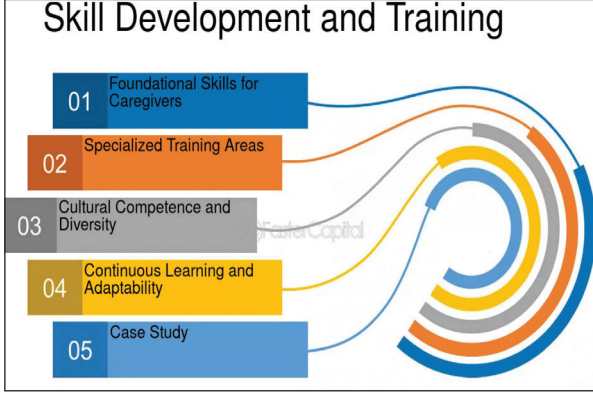 Skill Development and Training
01
Foundational Skills for
Caregivers
02
Specialized Training Areas
03
Cultural Competence and
Diversity
FasterCapital
04
Continuous Learning and
Adaptability
05
Case Study